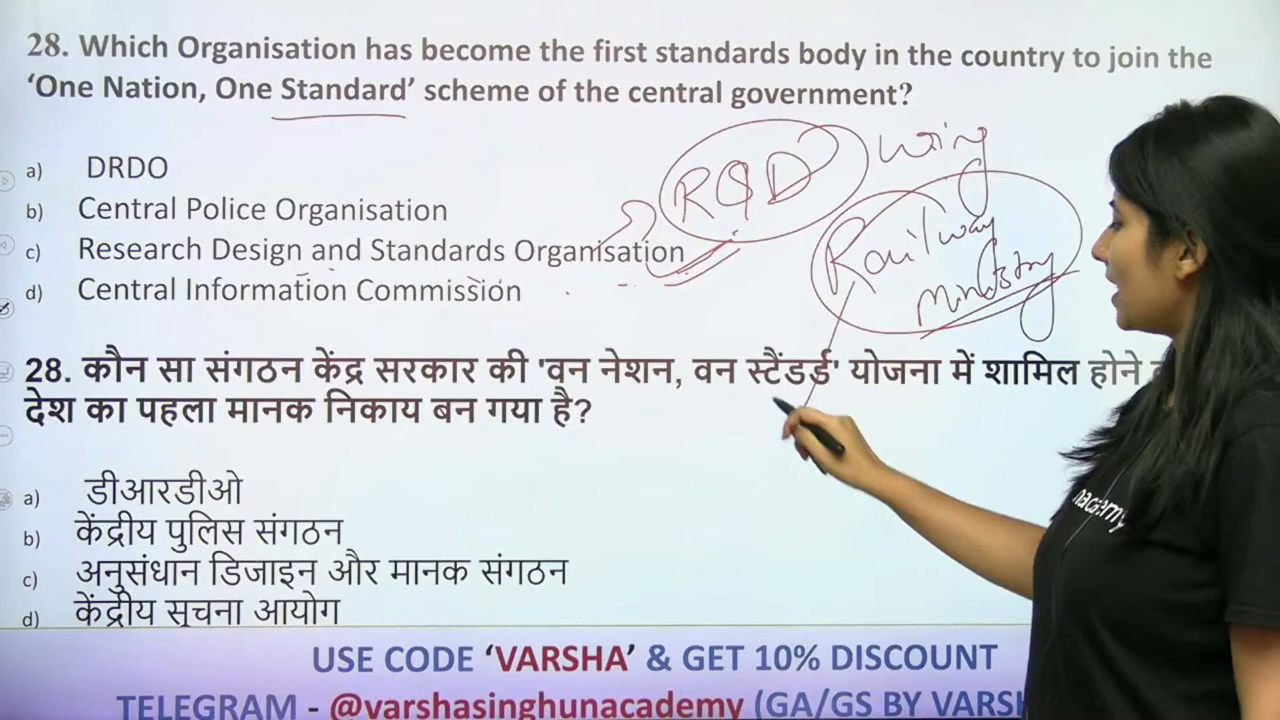 28. Which Organisation has become the first standards body in the country to join the
‘One Nation, One Standard’ scheme of the central government?
a) DRDO
b) Central Police Organisation
c) Research Design and Standards Organisation
d) Central Information Commission
R&D wing
Railway
Ministry
28. कौन सा संगठन केंद्र सरकार की 'वन नेशन, वन स्टैंडर्ड' योजना में शामिल होने
देश का पहला मानक निकाय बन गया है?
a) डीआरडीओ
b) केंद्रीय पुलिस संगठन
c) अनुसंधान डिजाइन और मानक संगठन
d) केंद्रीय सूचना आयोग
nacademy
USE CODE ‘VARSHA’ & GET 10% DISCOUNT
TELEGRAM - @varshasinghunacademy (GA/GS BY VARSH